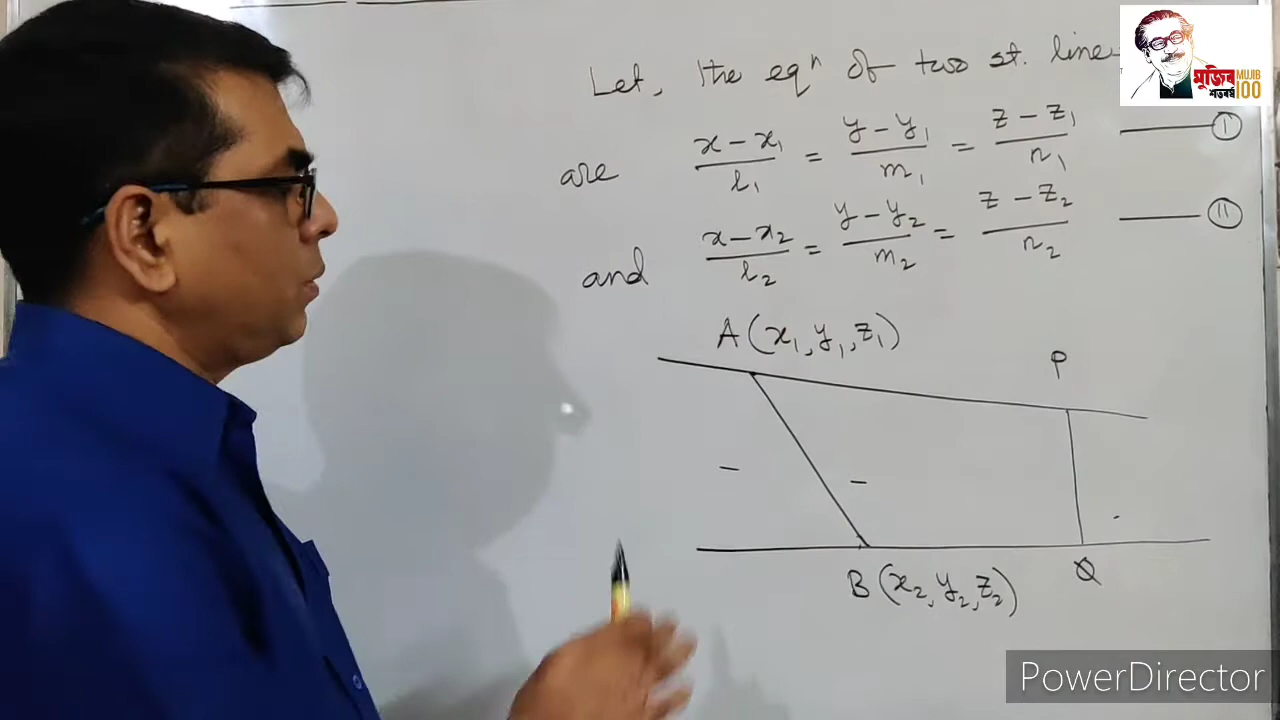 Let, the eqⁿ of two st. line
মুজিব MUJIB
শতবর্ষ 100
are (x - x₁)/l₁ = (y - y₁)/m₁ = (z - z₁)/n₁ —— ①
and (x - x₂)/l₂ = (y - y₂)/m₂ = (z - z₂)/n₂ —— ⑪
A (x₁, y₁, z₁)
P
B (x₂, y₂, z₂)
Q
PowerDirector